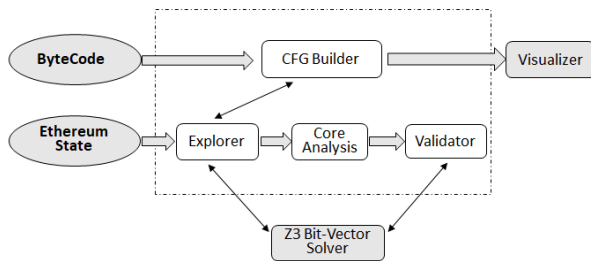 ByteCode
CFG Builder
Visualizer
Ethereum
State
Explorer
Core
Analysis
Validator
Z3 Bit-Vector
Solver